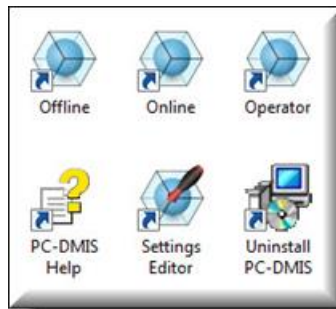 Offline Online Operator
PC-DMIS Settings Uninstall
Help Editor PC-DMIS